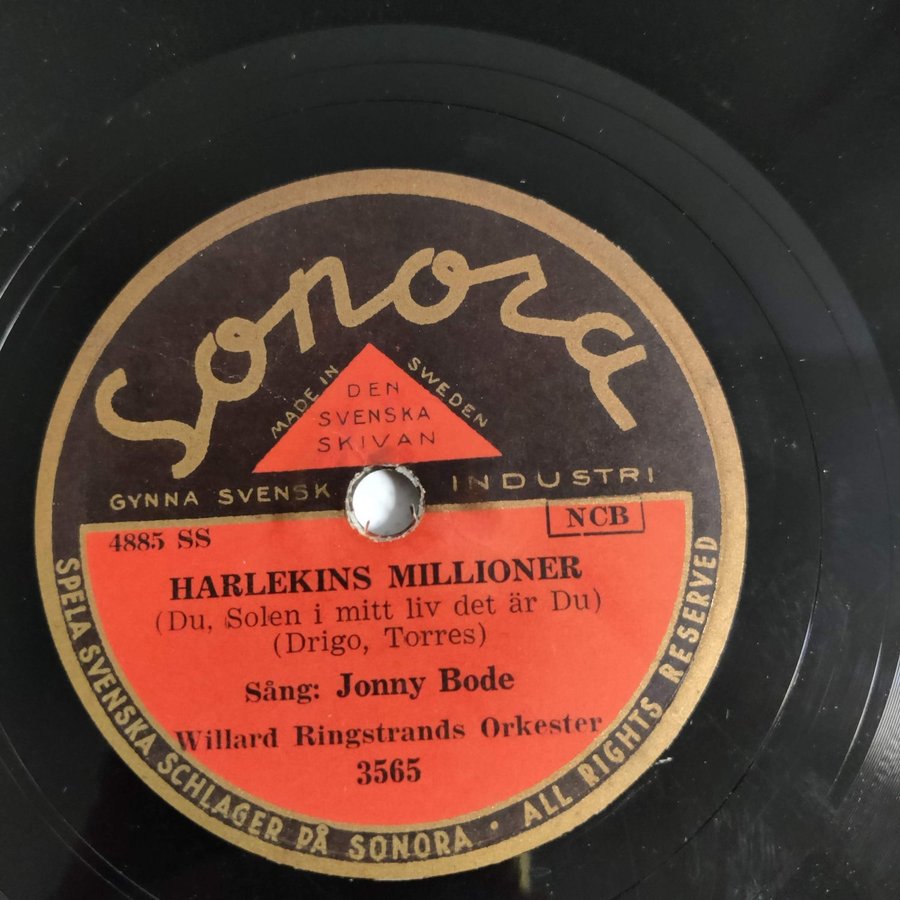 Sonora
MADE IN SWEDEN
DEN
SVENSKA
SKIVAN
GYNNA SVENSK INDUSTRI
4885 SS
NCB
HARLEKINS MILLIONER
(Du, Solen i mitt liv det är Du)
(Drigo, Torres)
Sång: Jonny Bode
Willard Ringstrands Orkester
3565
SPELA SVENSKA SCHLAGER PÅ SONORA · ALL RIGHTS RESERVED